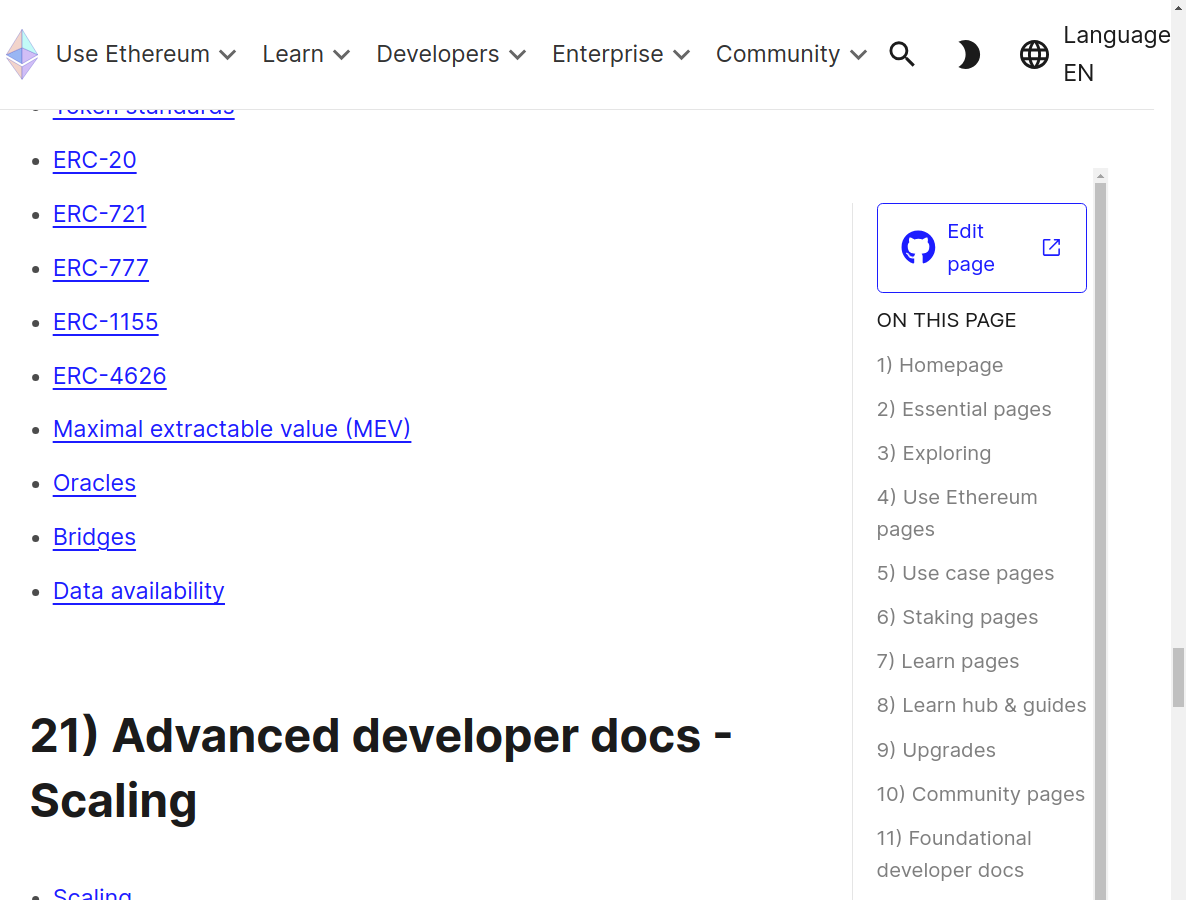 Use Ethereum
Learn
Developers
Enterprise
Community
Language
EN
Token standards
ERC-20
ERC-721
ERC-777
ERC-1155
ERC-4626
Maximal extractable value (MEV)
Oracles
Bridges
Data availability
21) Advanced developer docs -
Scaling
Scaling
Edit
page
ON THIS PAGE
1) Homepage
2) Essential pages
3) Exploring
4) Use Ethereum
pages
5) Use case pages
6) Staking pages
7) Learn pages
8) Learn hub & guides
9) Upgrades
10) Community pages
11) Foundational
developer docs